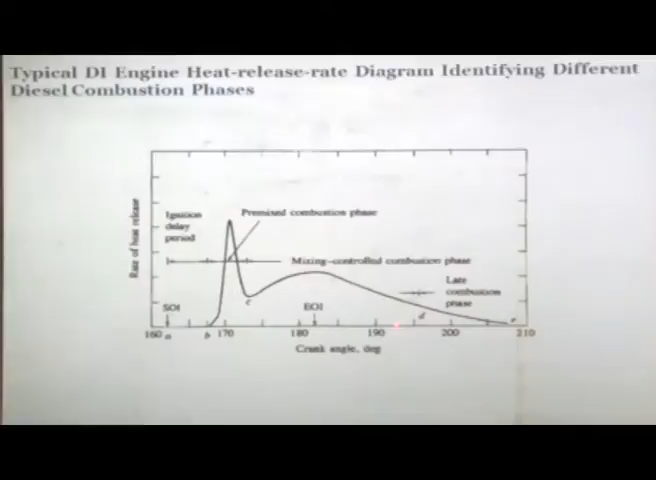 Typical DI Engine Heat-release-rate Diagram Identifying Different
Diesel Combustion Phases
Rate of heat release
Ignition
delay
period
Premixed combustion phase
Mixing-controlled combustion phase
Late
combustion
phase
SOI
EOI
c
d
e
160 a b 170 180 190 200 210
Crank angle, deg